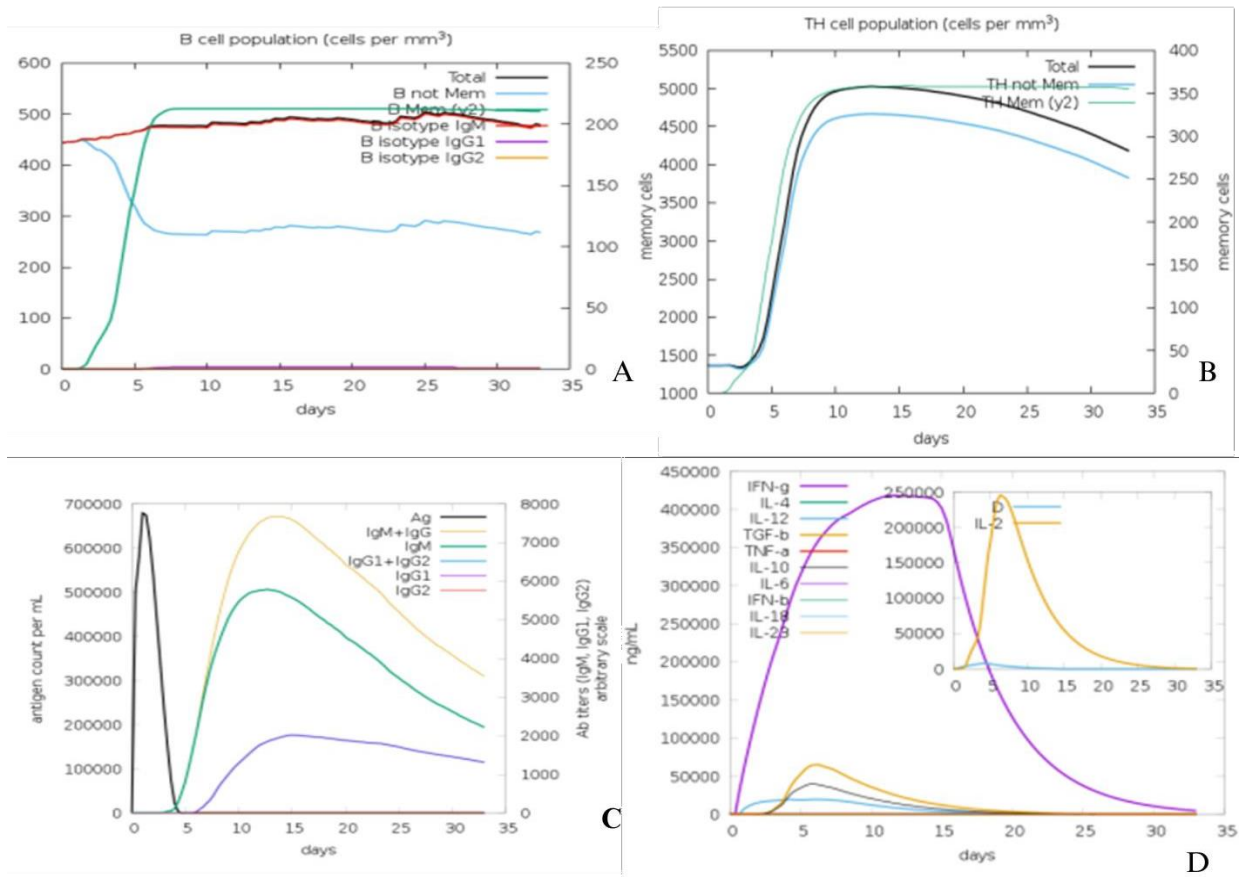 B cell population (cells per mm³)
600
500
400
300
200
100
0
250
200
150
100
50
0
Total
B not Mem
B Mem (y2)
B isotype IgM
B isotype IgG1
B isotype IgG2
memory cells
0 5 10 15 20 25 30 35
days
A
TH cell population (cells per mm³)
5500
5000
4500
4000
3500
3000
2500
2000
1500
1000
400
350
300
250
200
150
100
50
0
Total
TH not Mem
TH Mem (y2)
memory cells
0 5 10 15 20 25 30 35
days
B
700000
600000
500000
400000
300000
200000
100000
0
8000
7000
6000
5000
4000
3000
2000
1000
0
antigen count per mL
Ag
IgM+IgG
IgM
IgG1+IgG2
IgG1
IgG2
Ab titers (IgM, IgG1, IgG2)
arbitrary scale
0 5 10 15 20 25 30 35
days
C
450000
400000
350000
300000
250000
200000
150000
100000
50000
0
ng/mL
IFN-g
IL-4
IL-12
TGF-b
TNF-a
IL-10
IL-6
IFN-b
IL-18
IL-23
250000
200000
150000
100000
50000
0
D
IL-2
0 5 10 15 20 25 30 35
0 5 10 15 20 25 30 35
days
D